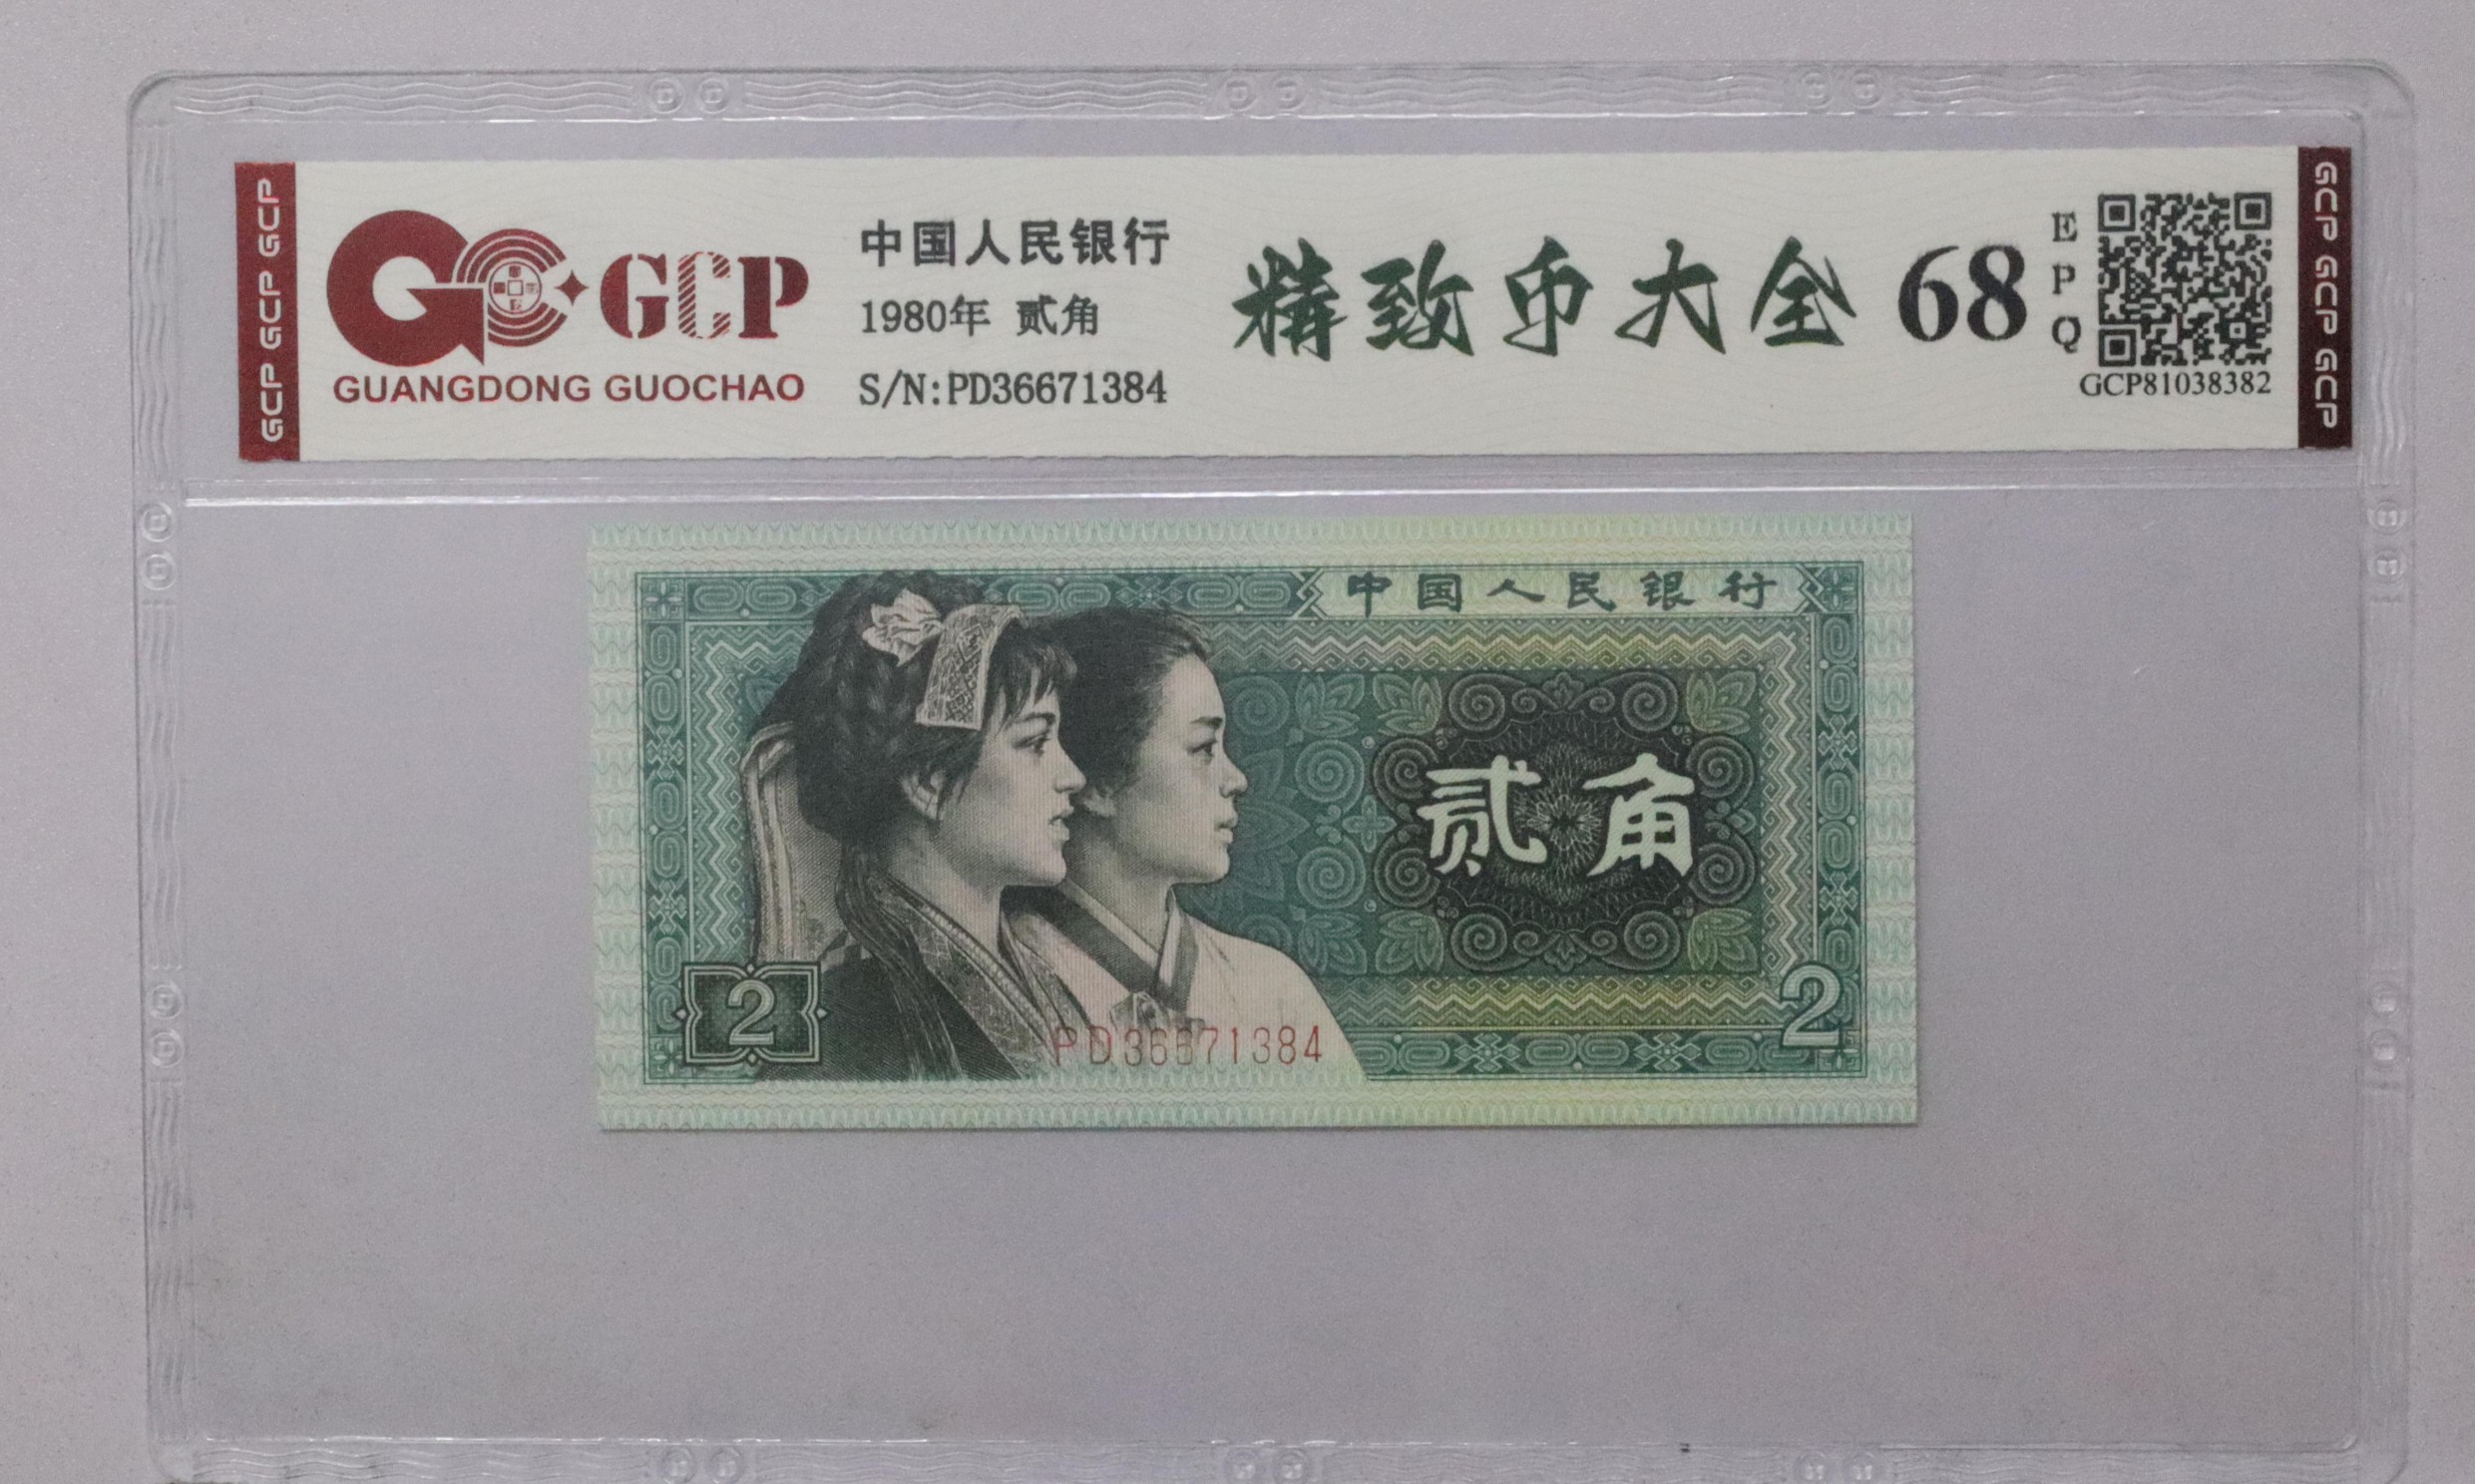 GCP GCP GCP
GCP
GUANGDONG GUOCHAO
中国人民银行
1980年 贰角
S/N:PD36671384
精致币大全
68
EPQ
GCP81038382
GCP GCP GCP
中国人民银行
贰角
2
PD36671384
2